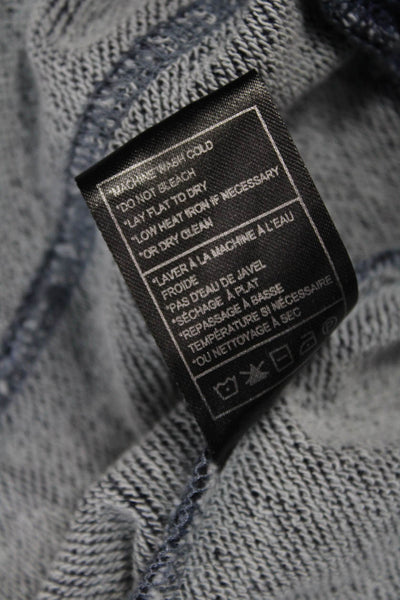 *MACHINE WASH COLD
*DO NOT BLEACH
*LAY FLAT TO DRY
*LOW HEAT IRON IF NECESSARY
*OR DRY CLEAN
*LAVER À LA MACHINE À L'EAU
FROIDE
*PAS D'EAU DE JAVEL
*SÉCHAGE À PLAT
*REPASSAGE À BASSE
TEMPÉRATURE SI NÉCESSAIRE
*OU NETTOYAGE À SEC